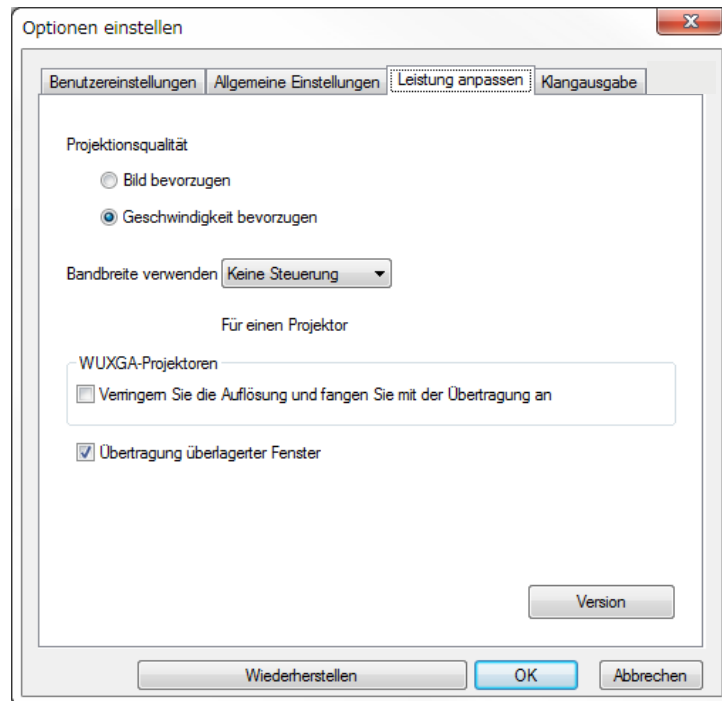 Optionen einstellen
Benutzereinstellungen
Allgemeine Einstellungen
Leistung anpassen
Klangausgabe
Projektionsqualität
Bild bevorzugen
Geschwindigkeit bevorzugen
Bandbreite verwenden Keine Steuerung
Für einen Projektor
WUXGA-Projektoren
Verringern Sie die Auflösung und fangen Sie mit der Übertragung an
Übertragung überlagerter Fenster
Version
Wiederherstellen
OK
Abbrechen